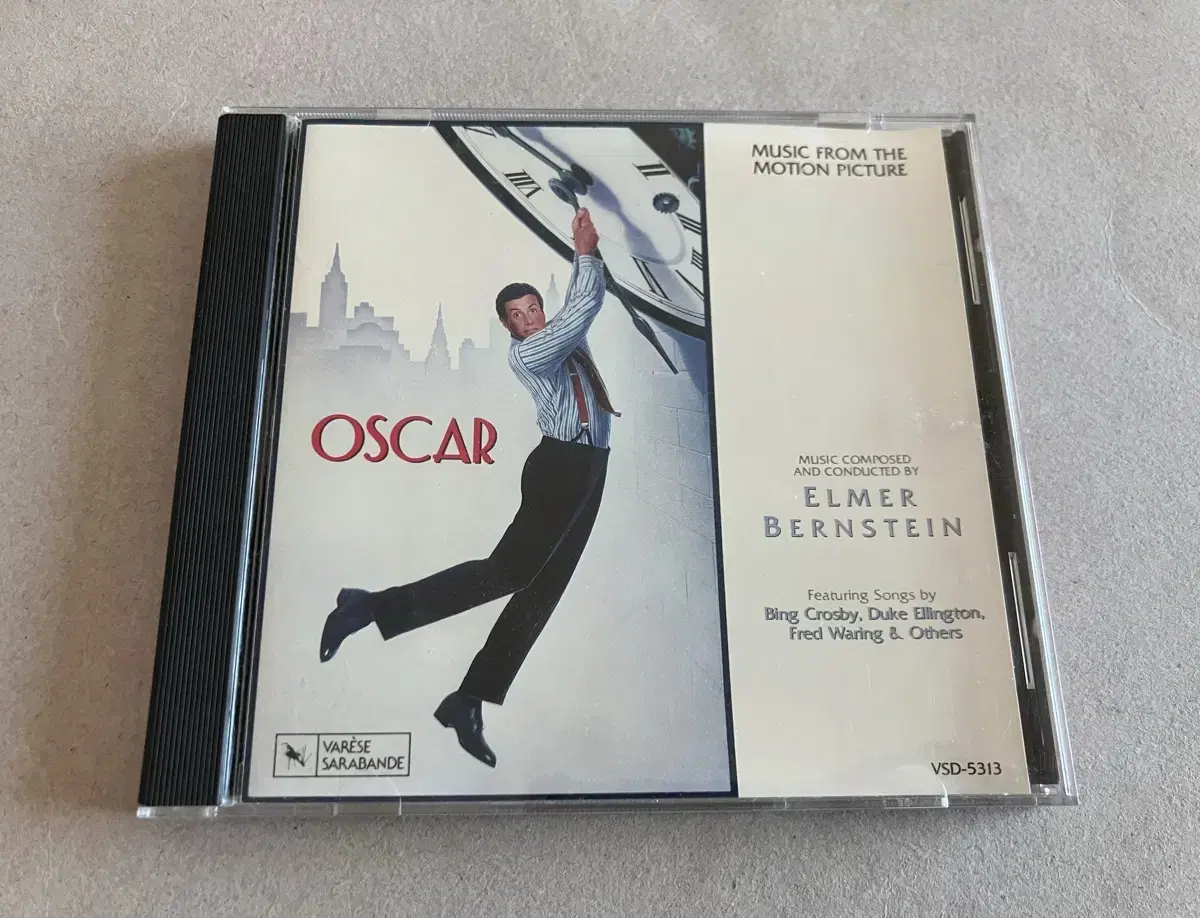 MUSIC FROM THE
MOTION PICTURE
OSCAR
MUSIC COMPOSED
AND CONDUCTED BY
ELMER
BERNSTEIN
Featuring Songs by
Bing Crosby, Duke Ellington,
Fred Waring & Others
VARÈSE
SARABANDE
VSD-5313